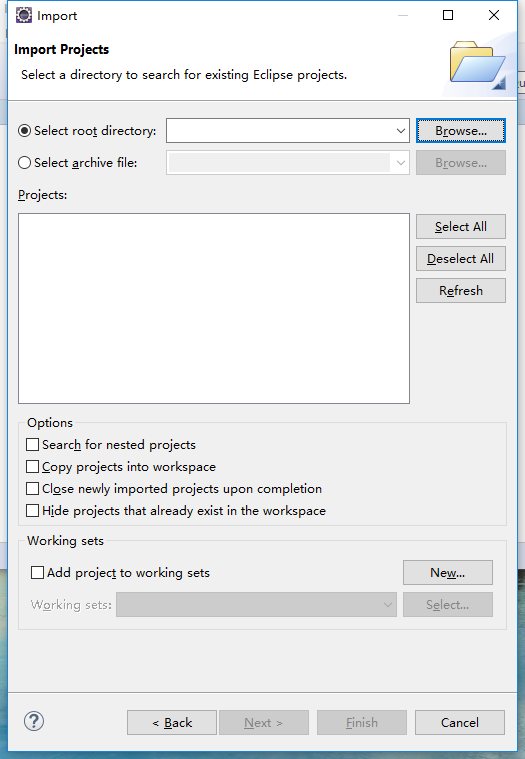 Import
Import Projects
Select a directory to search for existing Eclipse projects.
Select root directory:
Browse...
Select archive file:
Browse...
Projects:
Select All
Deselect All
Refresh
Options
Search for nested projects
Copy projects into workspace
Close newly imported projects upon completion
Hide projects that already exist in the workspace
Working sets
Add project to working sets
New...
Working sets:
Select...
?
< Back
Next >
Finish
Cancel